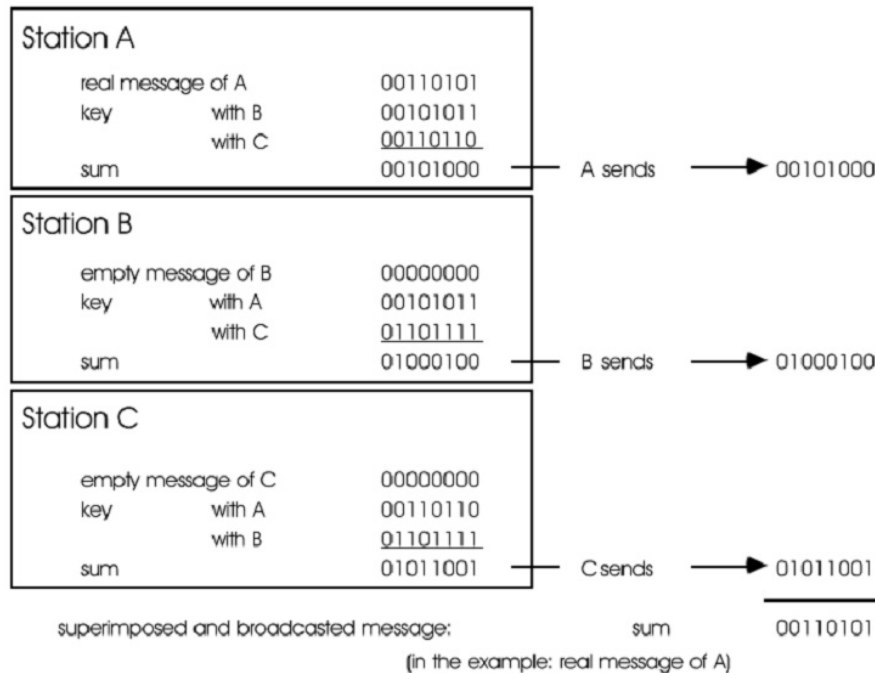 Station A
real message of A 00110101
key with B 00101011
with C 00110110
sum 00101000 A sends 00101000
Station B
empty message of B 00000000
key with A 00101011
with C 01101111
sum 01000100 B sends 01000100
Station C
empty message of C 00000000
key with A 00110110
with B 01101111
sum 01011001 C sends 01011001
superimposed and broadcasted message: sum 00110101
(in the example: real message of A)